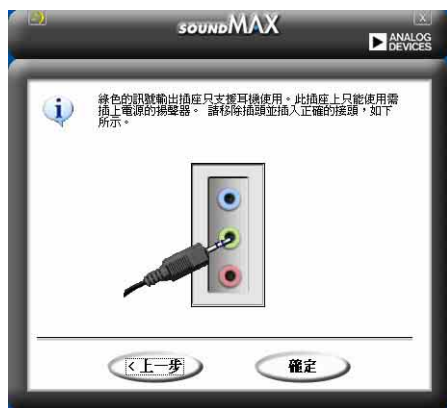 soundMAX
X
ANALOG
DEVICES
綠色的訊號輸出插座只支援耳機使用。此插座上只能使用需
插上電源的揚聲器。 請移除插頭並插入正確的接頭，如下
所示。
<上一步
確定